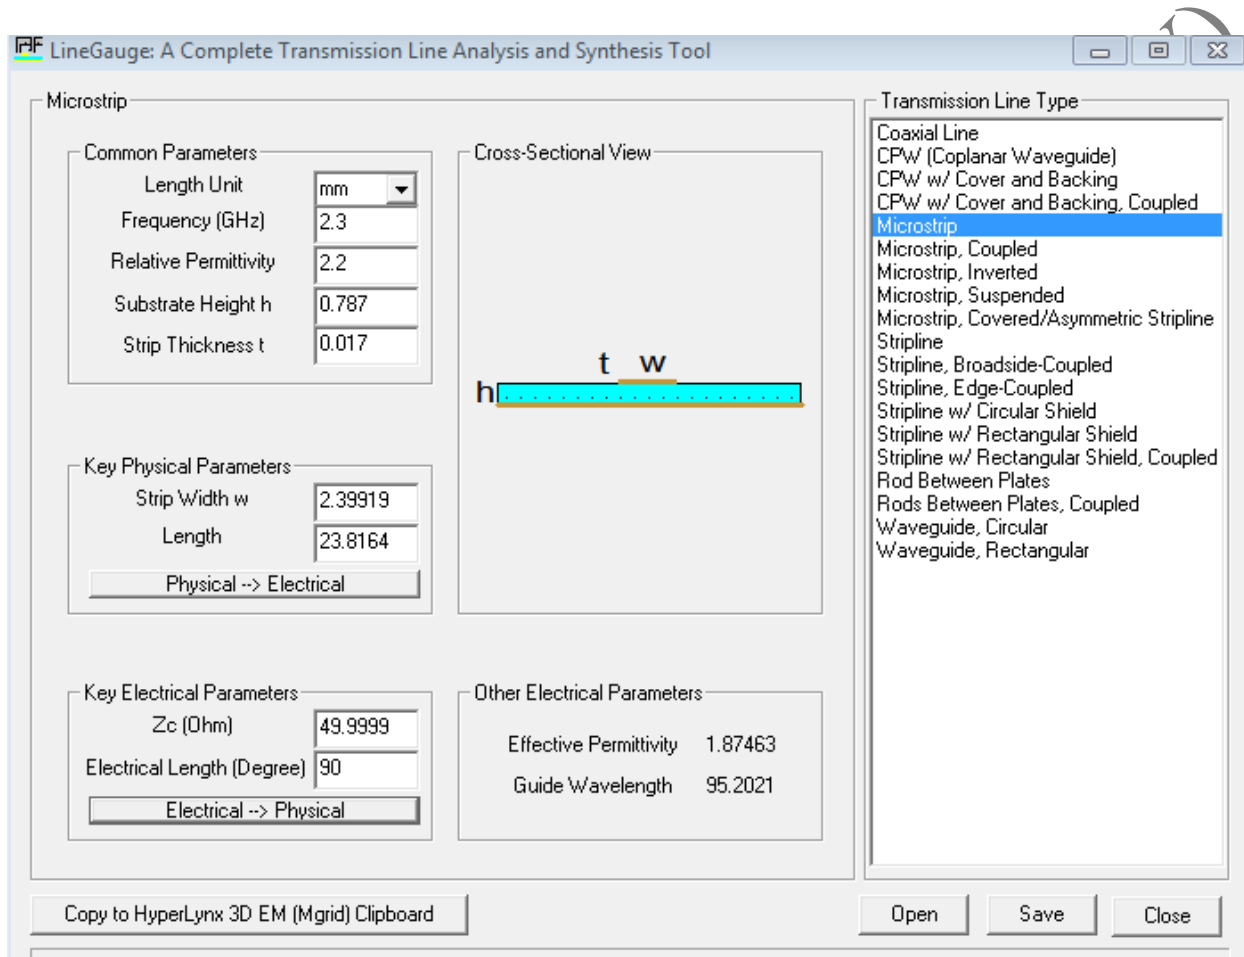 LineGauge: A Complete Transmission Line Analysis and Synthesis Tool
Microstrip
Common Parameters
Length Unit mm
Frequency (GHz) 2.3
Relative Permittivity 2.2
Substrate Height h 0.787
Strip Thickness t 0.017
Key Physical Parameters
Strip Width w 2.39919
Length 23.8164
Physical --> Electrical
Key Electrical Parameters
Zc (Ohm) 49.9999
Electrical Length (Degree) 90
Electrical --> Physical
Cross-Sectional View
t w
h
Other Electrical Parameters
Effective Permittivity 1.87463
Guide Wavelength 95.2021
Transmission Line Type
Coaxial Line
CPW (Coplanar Waveguide)
CPW w/ Cover and Backing
CPW w/ Cover and Backing, Coupled
Microstrip
Microstrip, Coupled
Microstrip, Inverted
Microstrip, Suspended
Microstrip, Covered/Asymmetric Stripline
Stripline
Stripline, Broadside-Coupled
Stripline, Edge-Coupled
Stripline w/ Circular Shield
Stripline w/ Rectangular Shield
Stripline w/ Rectangular Shield, Coupled
Rod Between Plates
Rods Between Plates, Coupled
Waveguide, Circular
Waveguide, Rectangular
Copy to HyperLynx 3D EM (Mgrid) Clipboard
Open Save Close